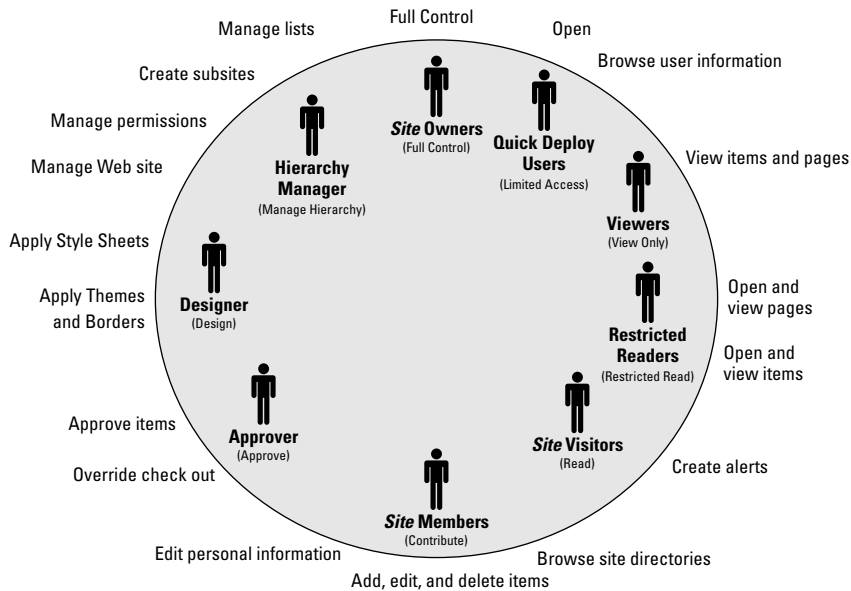 Full Control
Manage lists
Open
Create subsites
Browse user information
Manage permissions
Manage Web site
View items and pages
Apply Style Sheets
Apply Themes
and Borders
Open and
view pages
Open and
view items
Approve items
Override check out
Create alerts
Edit personal information
Browse site directories
Add, edit, and delete items
Site Owners
(Full Control)
Quick Deploy
Users
(Limited Access)
Hierarchy
Manager
(Manage Hierarchy)
Viewers
(View Only)
Designer
(Design)
Restricted
Readers
(Restricted Read)
Approver
(Approve)
Site Visitors
(Read)
Site Members
(Contribute)